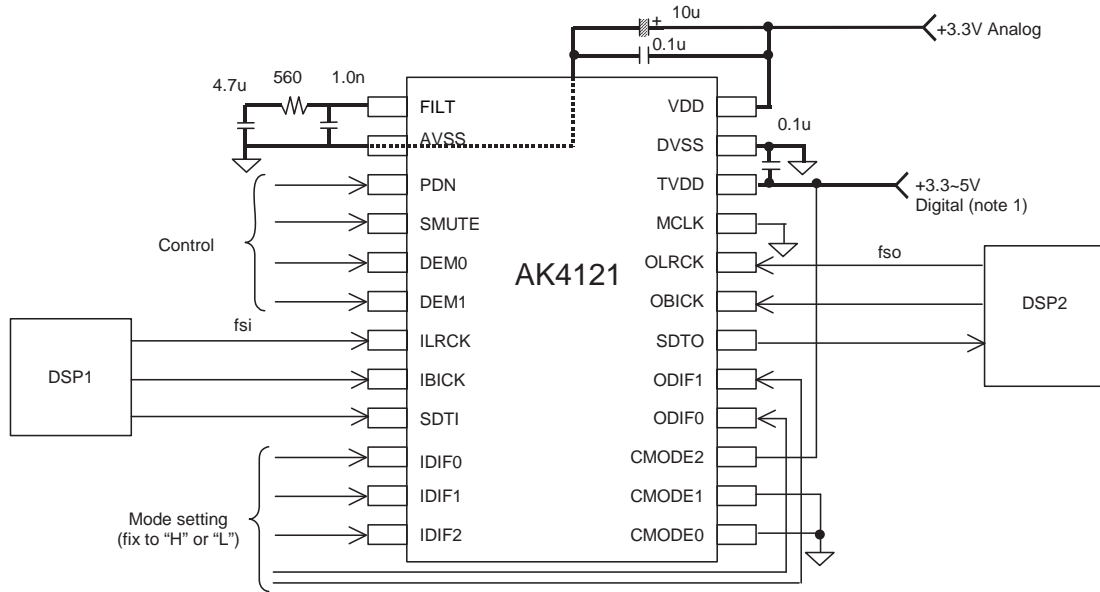 10u
+
+3.3V Analog
0.1u
4.7u
560
1.0n
FILT
VDD
0.1u
AVSS
DVSS
PDN
TVDD
+3.3~5V
Digital (note 1)
SMUTE
MCLK
Control
DEM0
OLRCK
fso
AK4121
DEM1
OBICK
DSP2
fsi
ILRCK
SDTO
DSP1
IBICK
ODIF1
SDTI
ODIF0
IDIF0
CMODE2
IDIF1
CMODE1
Mode setting
(fix to “H” or “L”)
IDIF2
CMODE0